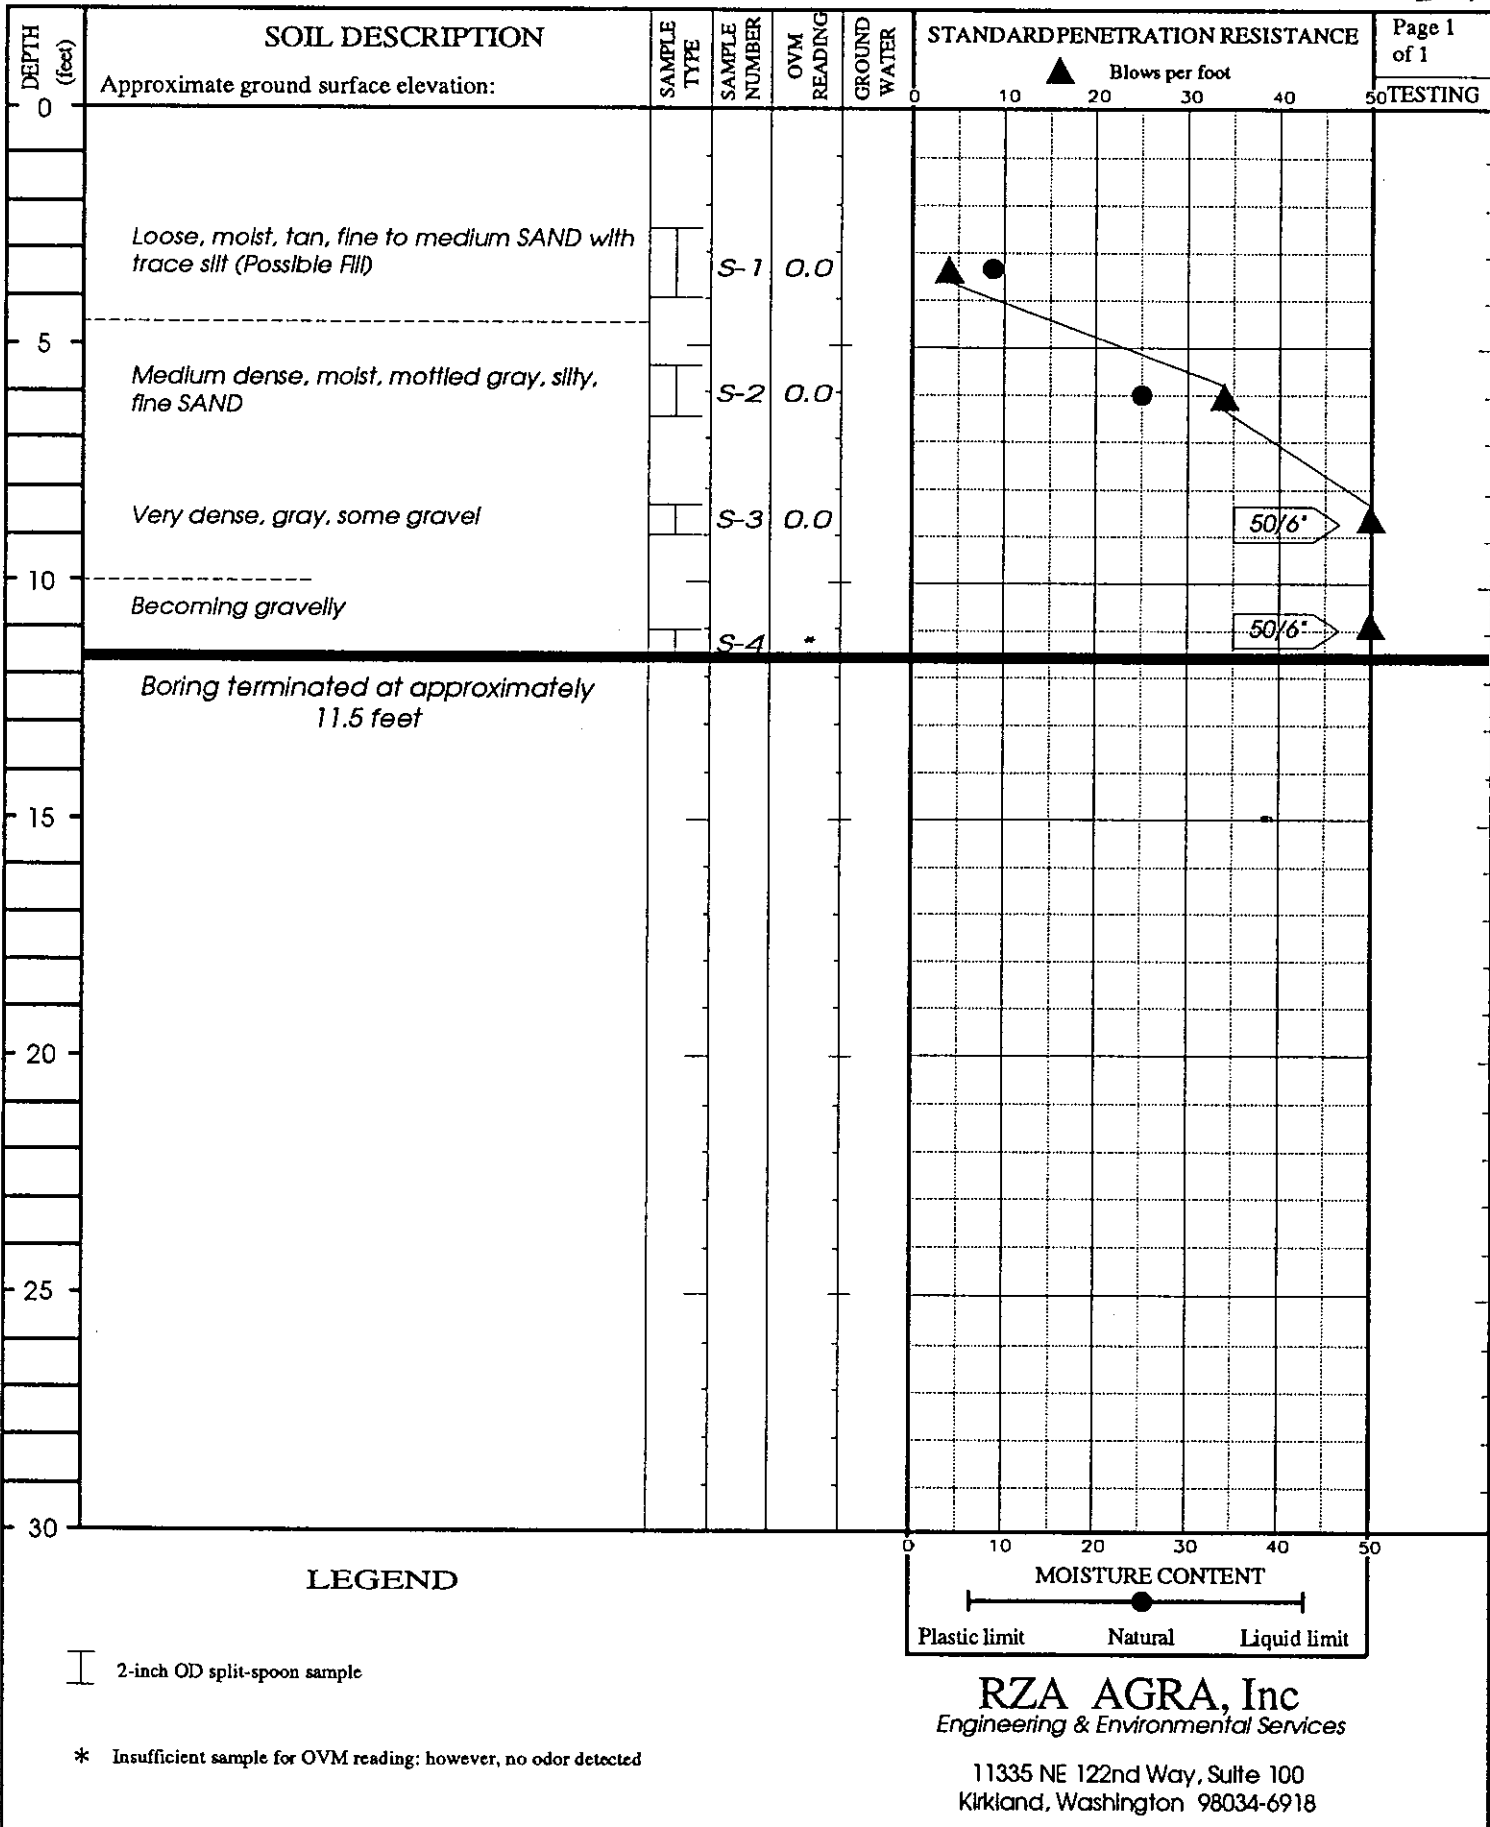 DEPTH (feet)
SOIL DESCRIPTION
Approximate ground surface elevation:
SAMPLE TYPE
SAMPLE NUMBER
OVM READING
GROUND WATER
STANDARD PENETRATION RESISTANCE
▲ Blows per foot
0 10 20 30 40 50
Page 1
of 1
TESTING
0
Loose, moist, tan, fine to medium SAND with
trace silt (Possible Fill)
S-1 0.0
5
Medium dense, moist, mottled gray, silty,
fine SAND
S-2 0.0
Very dense, gray, some gravel
S-3 0.0
50/6"
10
Becoming gravelly
S-4 *
50/6"
Boring terminated at approximately
11.5 feet
15
20
25
30
0 10 20 30 40 50
MOISTURE CONTENT
Plastic limit Natural Liquid limit
LEGEND
2-inch OD split-spoon sample
* Insufficient sample for OVM reading: however, no odor detected
RZA AGRA, Inc
Engineering & Environmental Services
11335 NE 122nd Way, Suite 100
Kirkland, Washington 98034-6918